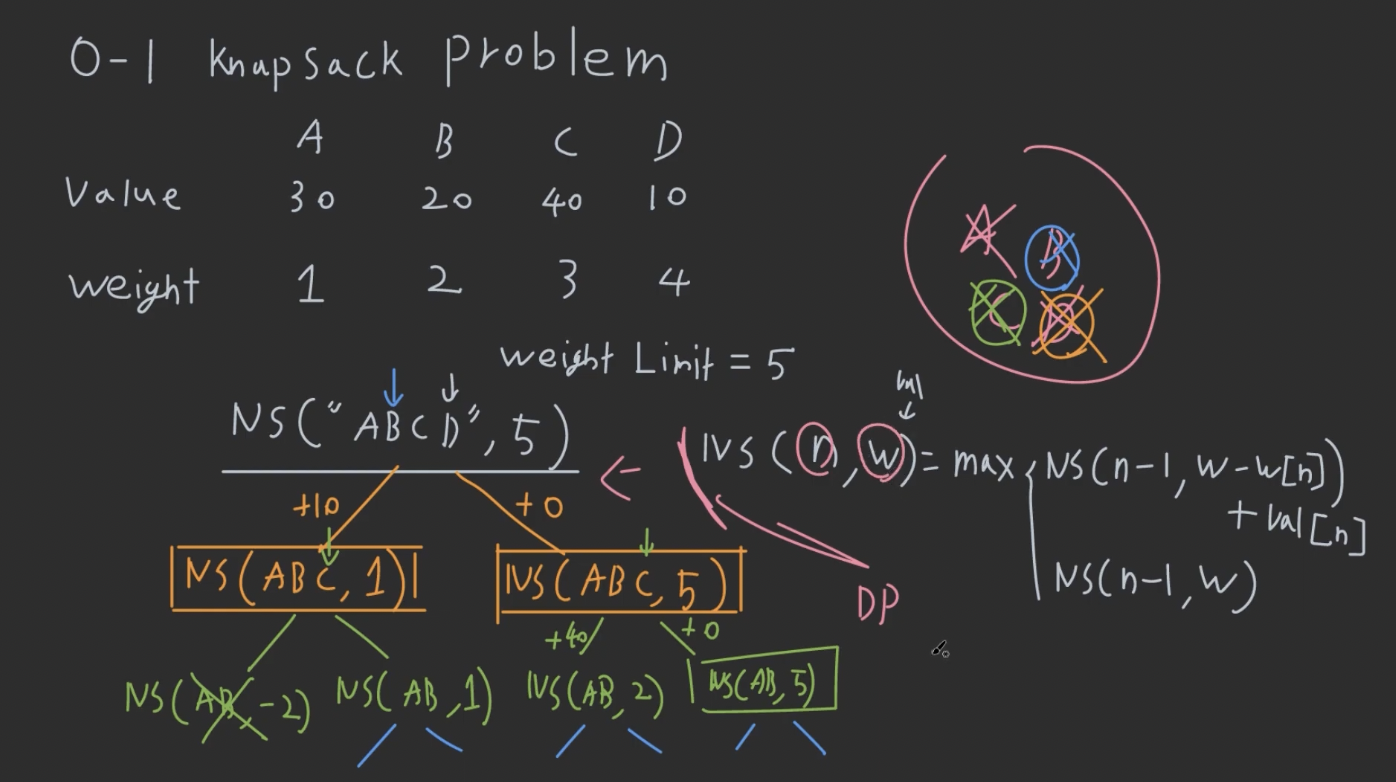 0-1 Knapsack Problem
A B C D
Value 30 20 40 10
weight 1 2 3 4
A B
C D
weight Limit = 5
val
NS("ABCD", 5)
NS(n, w) = max { NS(n-1, w-w[n])
+ val[n]
NS(n-1, w)
+10 +0
NS(ABC, 1) NS(ABC, 5)
DP
+40 +0
NS(AB, -2) NS(AB, 1) NS(AB, 2) NS(AB, 5)